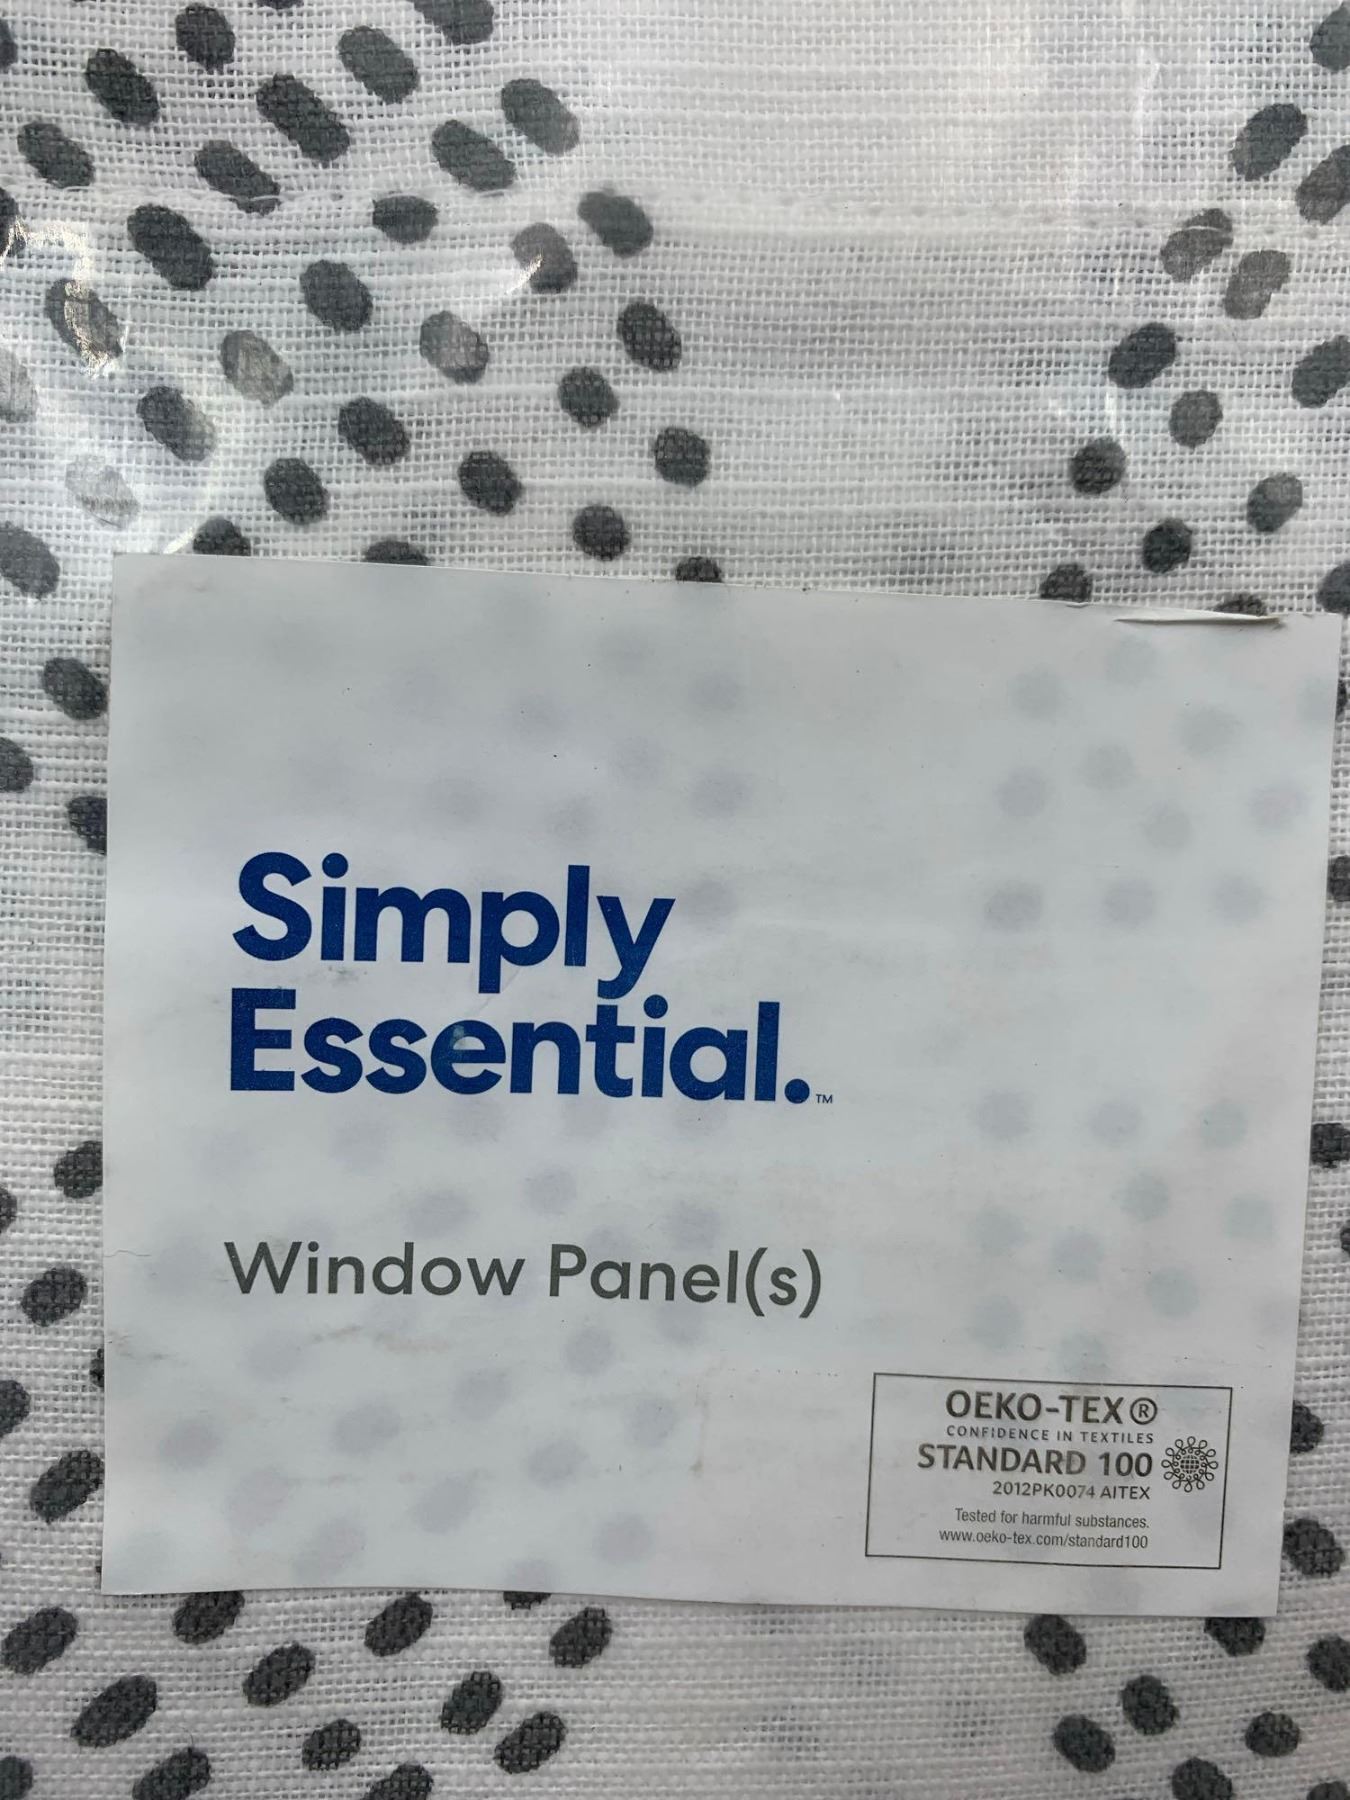 Simply
Essential.™
Window Panel(s)
OEKO-TEX®
CONFIDENCE IN TEXTILES
STANDARD 100
2012PK0074 AITEX
Tested for harmful substances.
www.oeko-tex.com/standard100